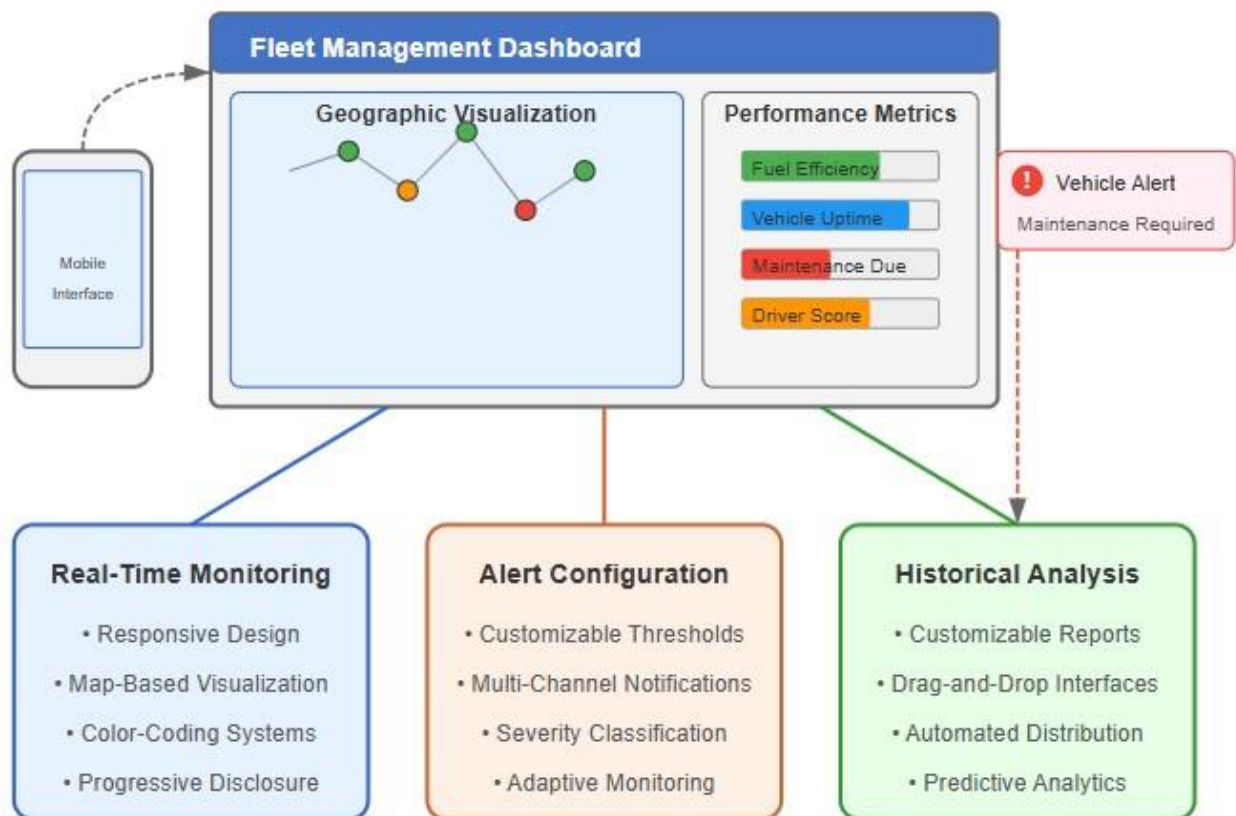 Fleet Management Dashboard
Geographic Visualization
Performance Metrics
Fuel Efficiency
Vehicle Uptime
Maintenance Due
Driver Score
Vehicle Alert
Maintenance Required
Mobile
Interface
Real-Time Monitoring
• Responsive Design
• Map-Based Visualization
• Color-Coding Systems
• Progressive Disclosure
Alert Configuration
• Customizable Thresholds
• Multi-Channel Notifications
• Severity Classification
• Adaptive Monitoring
Historical Analysis
• Customizable Reports
• Drag-and-Drop Interfaces
• Automated Distribution
• Predictive Analytics